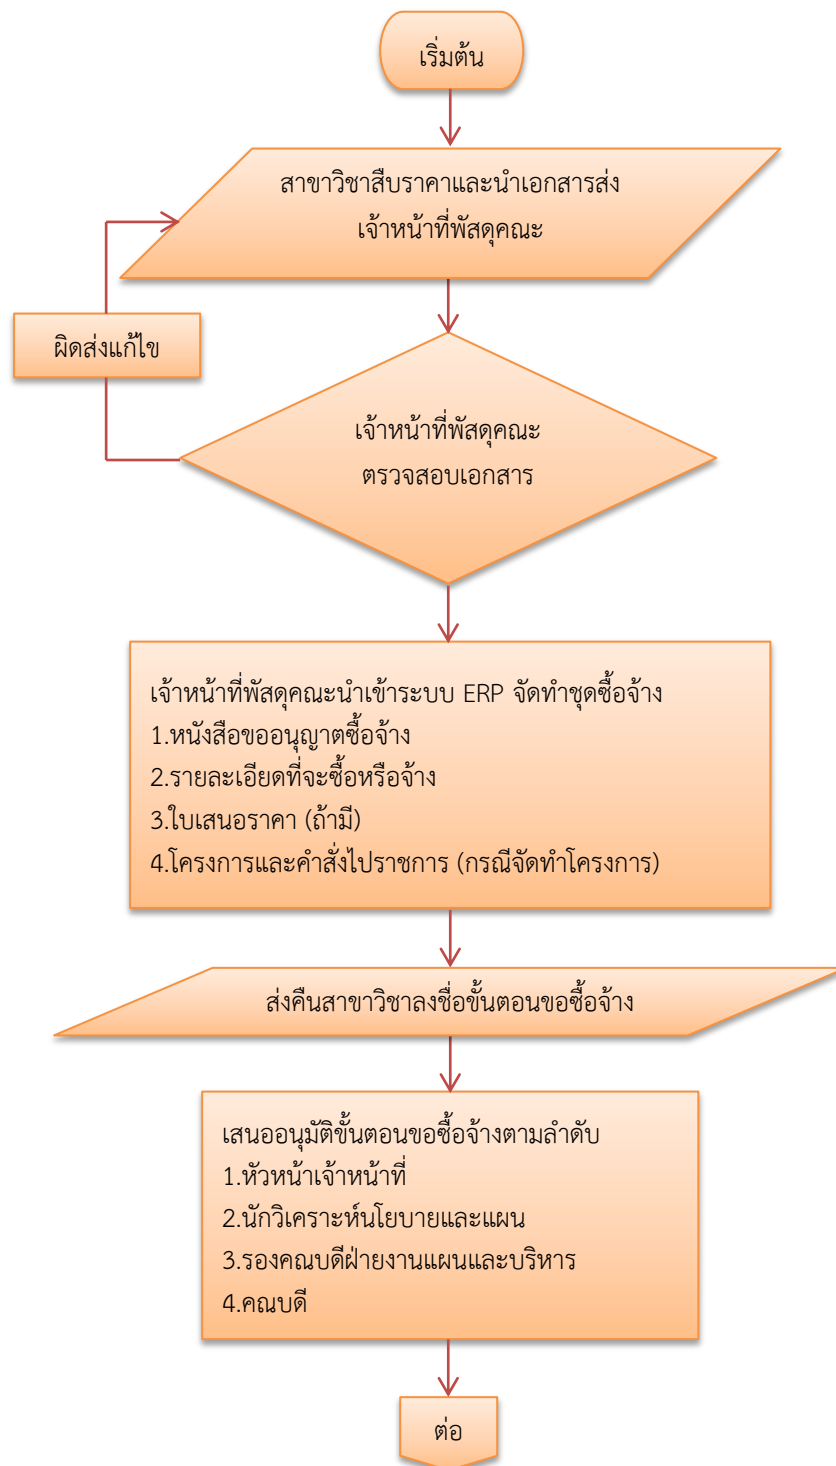 เริ่มต้น
สาขาวิชาสืบราคาและนำเอกสารส่ง
เจ้าหน้าที่พัสดุคณะ
ผิดส่งแก้ไข
เจ้าหน้าที่พัสดุคณะ
ตรวจสอบเอกสาร
เจ้าหน้าที่พัสดุคณะนำเข้าระบบ ERP จัดทำชุดซื้อจ้าง
1.หนังสือขออนุญาตซื้อจ้าง
2.รายละเอียดที่จะซื้อหรือจ้าง
3.ใบเสนอราคา (ถ้ามี)
4.โครงการและคำสั่งไปราชการ (กรณีจัดทำโครงการ)
ส่งคืนสาขาวิชาลงชื่อขั้นตอนขอซื้อจ้าง
เสนออนุมัติขั้นตอนขอซื้อจ้างตามลำดับ
1.หัวหน้าเจ้าหน้าที่
2.นักวิเคราะห์นโยบายและแผน
3.รองคณบดีฝ่ายงานแผนและบริหาร
4.คณบดี
ต่อ